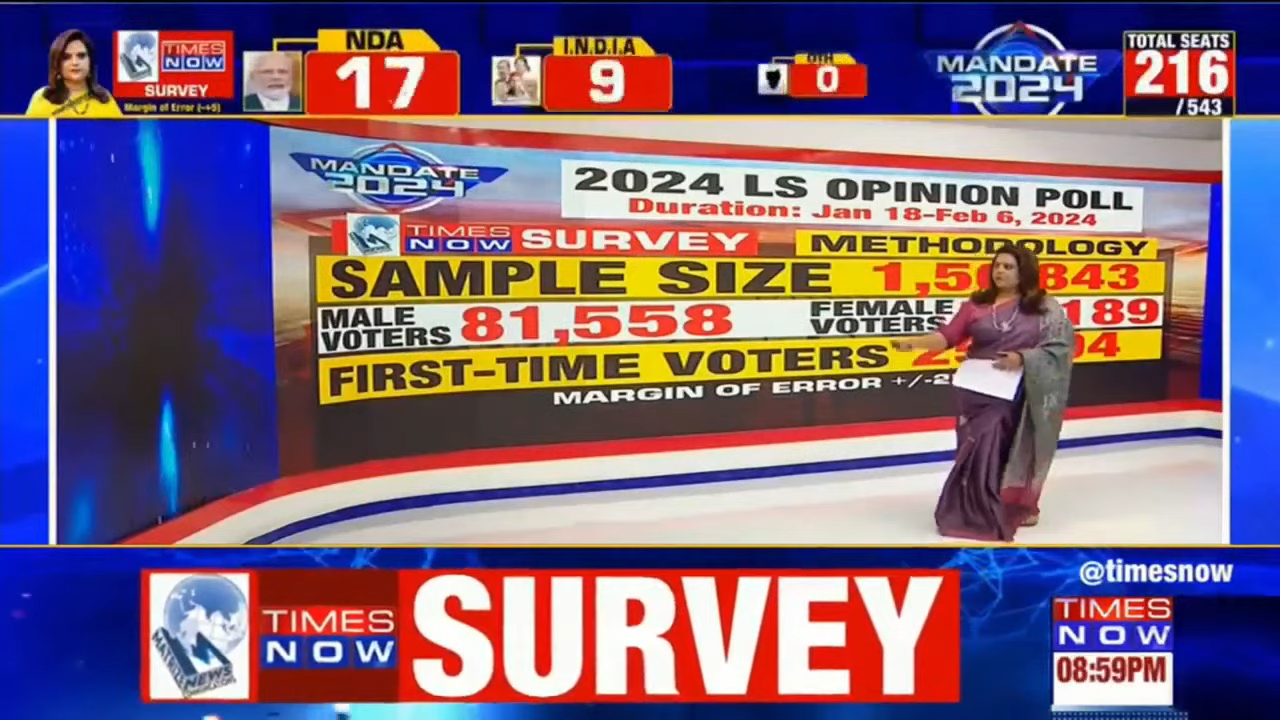 TIMES
NOW
SURVEY
Margin of Error (-+5)
NDA
17
I.N.D.I.A
9
OTH
0
MANDATE
2024
TOTAL SEATS
216
/543
MANDATE
2024
2024 LS OPINION POLL
Duration: Jan 18-Feb 6, 2024
TIMES
NOW
SURVEY
METHODOLOGY
SAMPLE SIZE
MALE
VOTERS
81,558
FEMALE
VOTERS
FIRST-TIME VOTERS
MARGIN OF ERROR
@timesnow
MATRIZE
NEWS
TIMES
NOW
SURVEY
TIMES
NOW
08:59PM